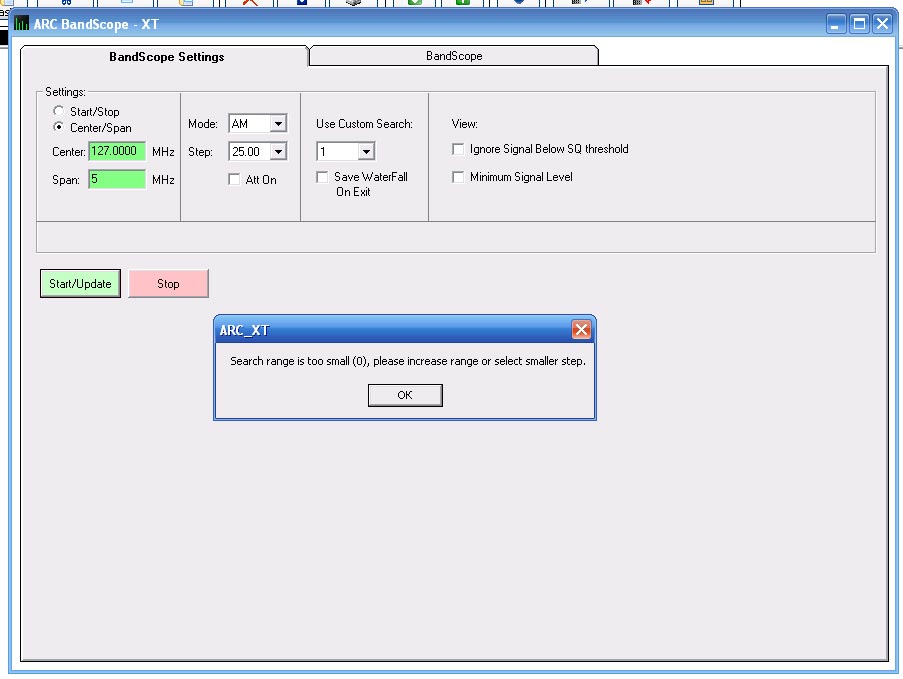 ARC BandScope - XT
BandScope Settings
BandScope
Settings:
Start/Stop
Center/Span
Center: 127.0000 MHz
Span: 5 MHz
Mode: AM
Step: 25.00
Att On
Use Custom Search:
1
Save WaterFall
On Exit
View:
Ignore Signal Below SQ threshold
Minimum Signal Level
Start/Update
Stop
ARC_XT
Search range is too small (0), please increase range or select smaller step.
OK